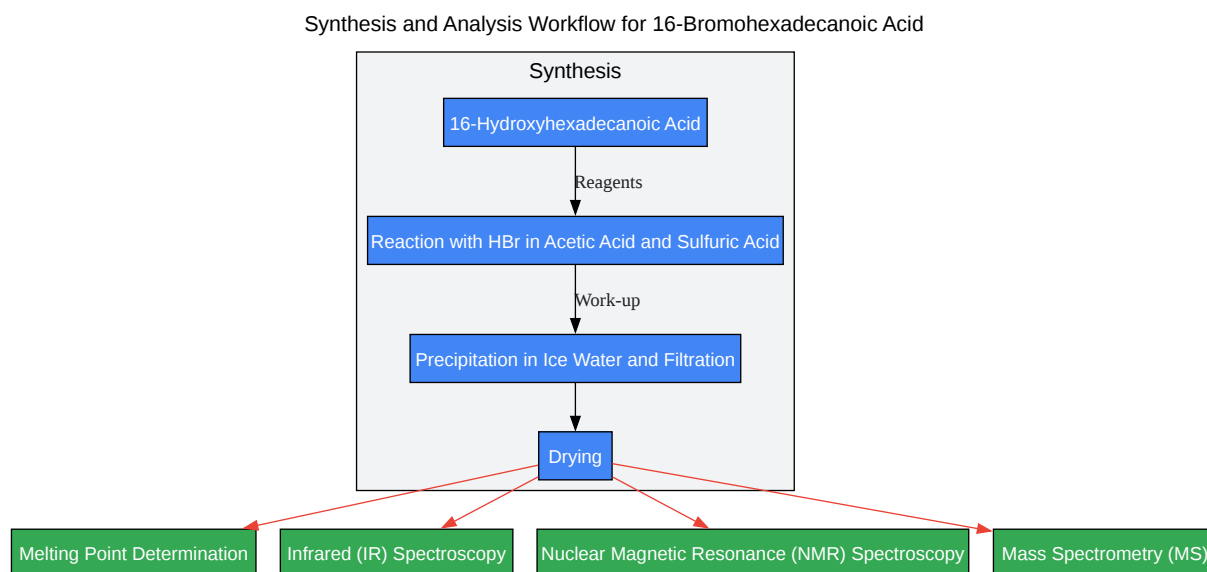 Synthesis and Analysis Workflow for 16-Bromohexadecanoic Acid
Synthesis
16-Hydroxyhexadecanoic Acid
Reagents
Reaction with HBr in Acetic Acid and Sulfuric Acid
Work-up
Precipitation in Ice Water and Filtration
Drying
Melting Point Determination
Infrared (IR) Spectroscopy
Nuclear Magnetic Resonance (NMR) Spectroscopy
Mass Spectrometry (MS)